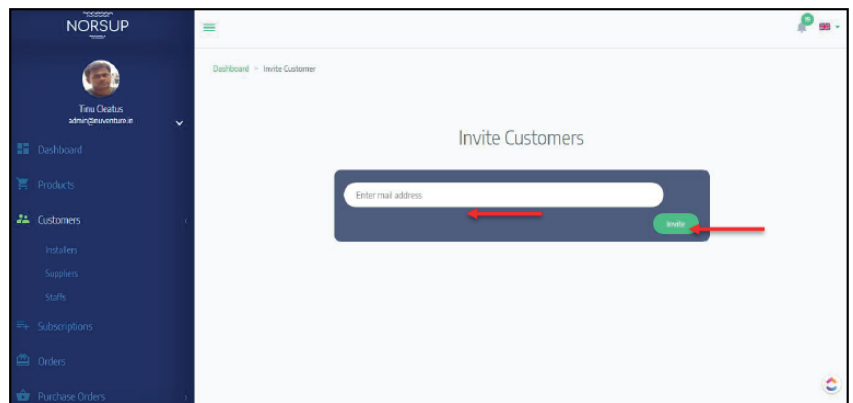 NORSUP
Tinu Cleatus
admin@nuventure.in
Dashboard
Products
Customers
Installers
Suppliers
Staffs
Subscriptions
Orders
Purchase Orders
Dashboard > Invite Customer
Invite Customers
Enter mail address
Invite